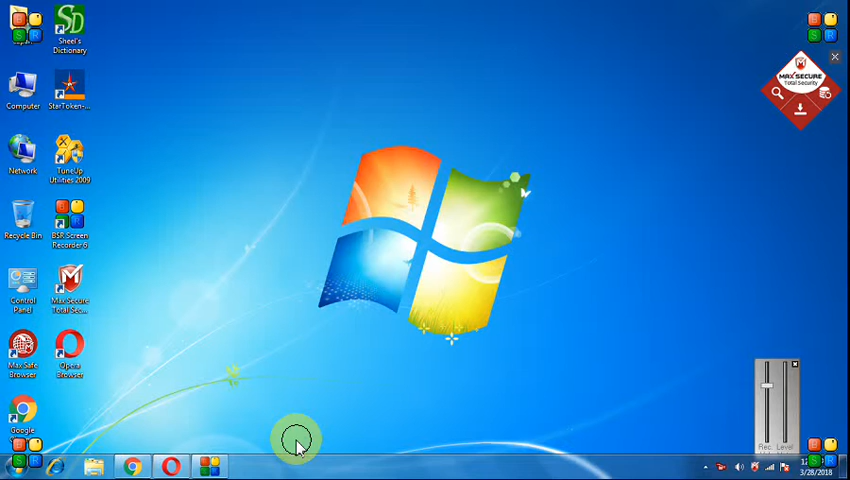 Sheel's
Dictionary
Computer
StarToken-...
Network
TuneUp
Utilities 2009
Recycle Bin
BSR Screen
Recorder 6
Control
Panel
Max Secure
Total Sec...
Max Safe
Browser
Opera
Browser
Google
MAX SECURE
Total Security
Rec. Level
3/28/2018
B
S R
B
S R
B
S R
B
S R